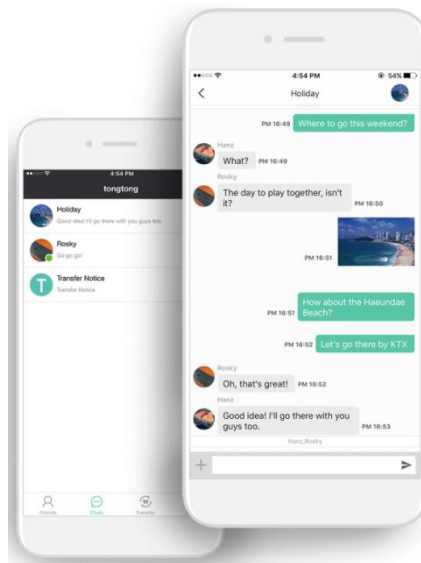 4:54 PM
tongtong
Holiday
Good idea! I'll go there with you guys too.
Rosky
Go go go!
T
Transfer Notice
Transfer Notice
Friends
Chats
Transfer
4:54 PM
54%
Holiday
PM 16:49
Where to go this weekend?
Hanz
What?
PM 16:49
Rosky
The day to play together, isn't
it?
PM 16:50
PM 16:51
How about the Haeundae
PM 16:51
Beach?
PM 16:52
Let's go there by KTX
Rosky
Oh, that's great!
PM 16:52
Hanz
Good idea! I'll go there with you
guys too.
PM 16:53
Hanz,Rosky